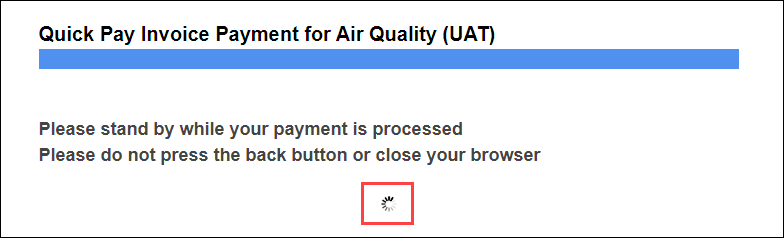 Quick Pay Invoice Payment for Air Quality (UAT)
Please stand by while your payment is processed
Please do not press the back button or close your browser